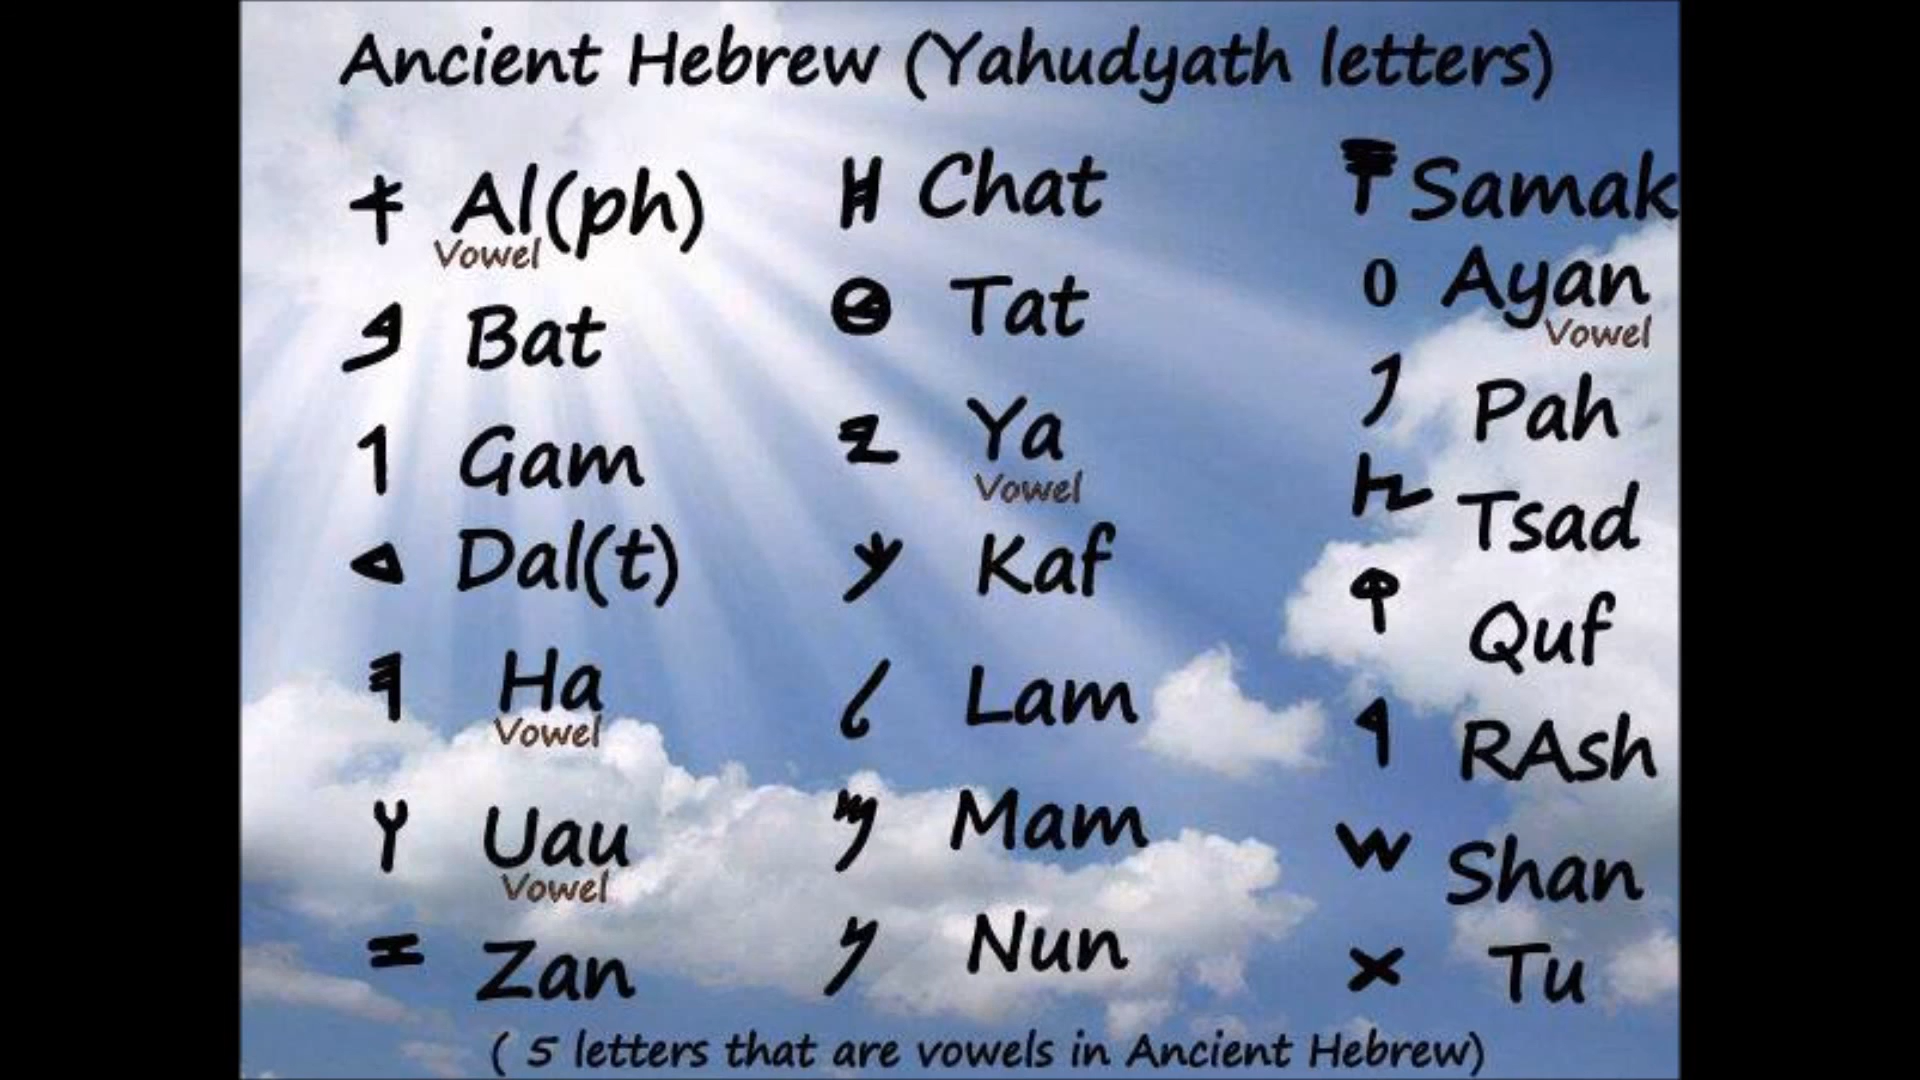 Ancient Hebrew (Yahudyath letters)
𐤀 Al(ph)
Vowel
𐤁 Bat
𐤂 Gam
𐤃 Dal(t)
𐤄 Ha
Vowel
𐤅 Uau
Vowel
𐤆 Zan
𐤇 Chat
𐤈 Tat
𐤉 Ya
Vowel
𐤊 Kaf
𐤋 Lam
𐤌 Mam
𐤍 Nun
𐤎 Samak
𐤏 Ayan
Vowel
𐤐 Pah
𐤑 Tsad
𐤒 Quf
𐤓 RAsh
𐤔 Shan
𐤕 Tu
( 5 letters that are vowels in Ancient Hebrew)